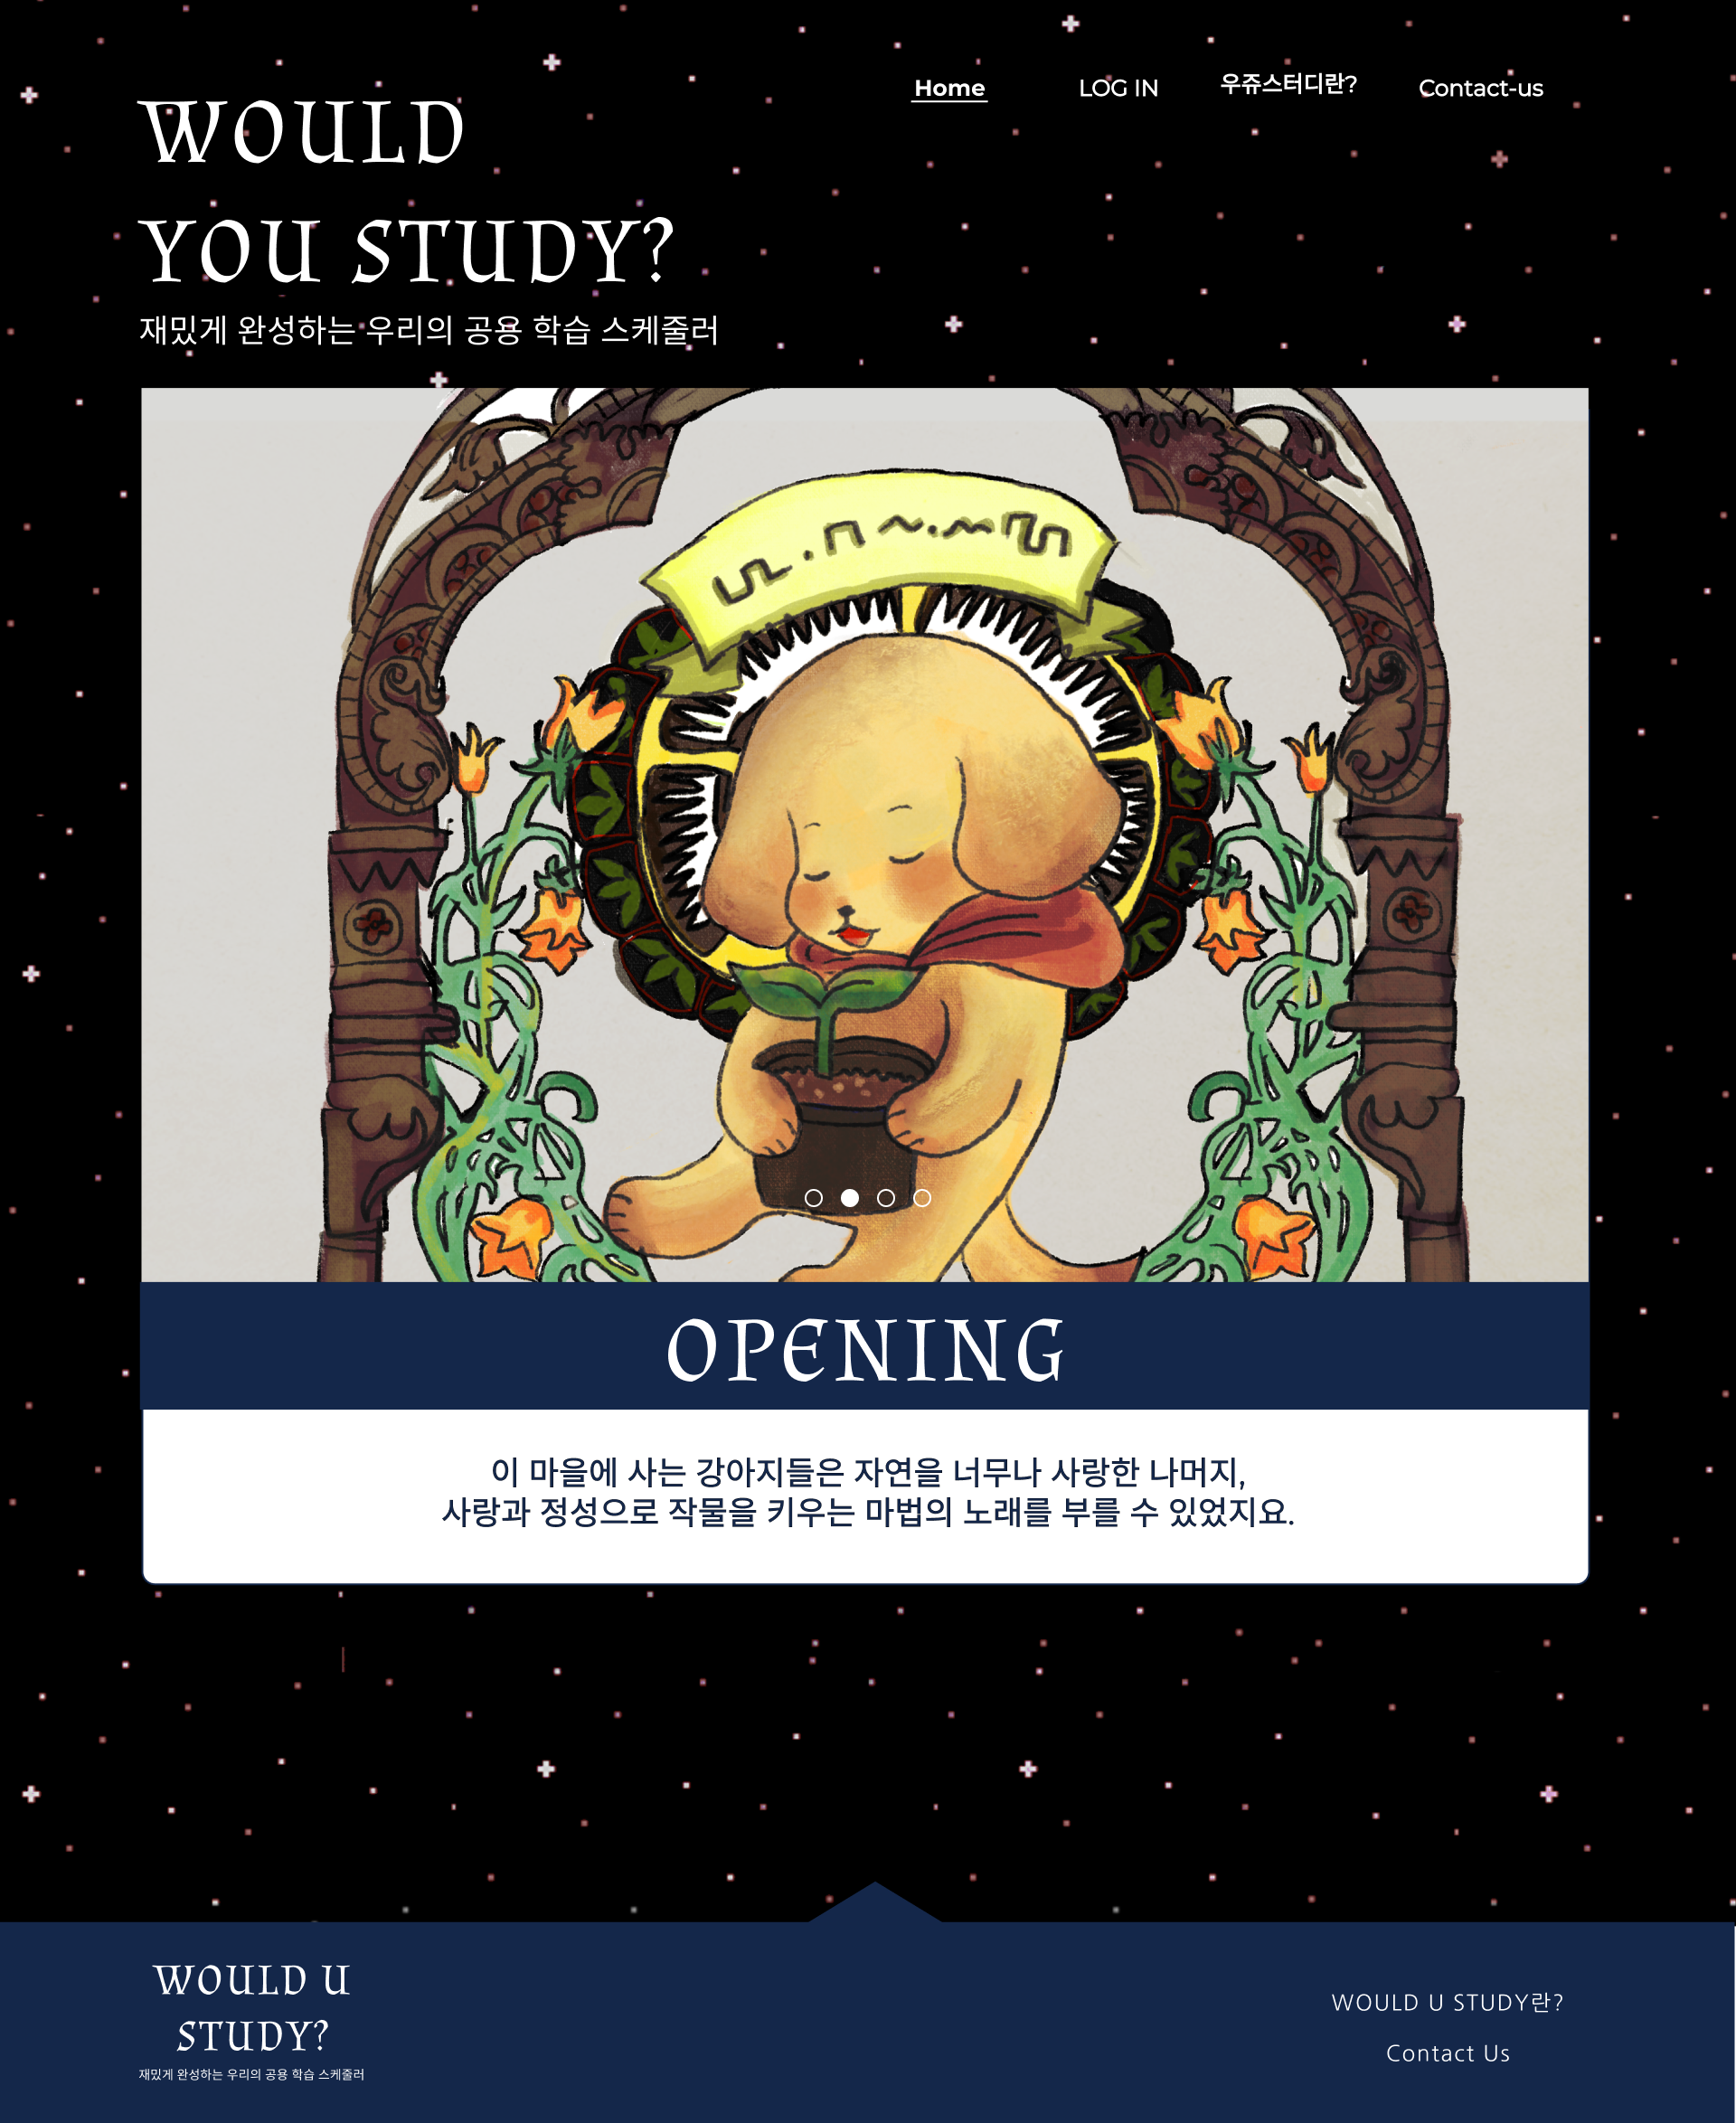 Home
LOG IN
우쥬스터디란?
Contact-us
WOULD
YOU STUDY?
재밌게 완성하는 우리의 공용 학습 스케줄러
OPENING
이 마을에 사는 강아지들은 자연을 너무나 사랑한 나머지,
사랑과 정성으로 작물을 키우는 마법의 노래를 부를 수 있었지요.
WOULD U
STUDY?
재밌게 완성하는 우리의 공용 학습 스케줄러
WOULD U STUDY란?
Contact Us